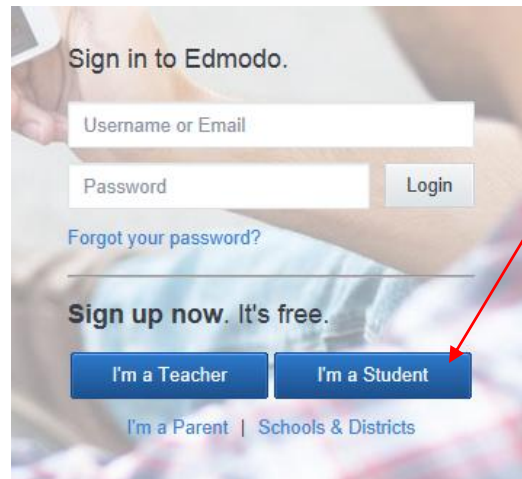 Sign in to Edmodo.
Username or Email
Password
Login
Forgot your password?
Sign up now. It's free.
I'm a Teacher
I'm a Student
I'm a Parent | Schools & Districts